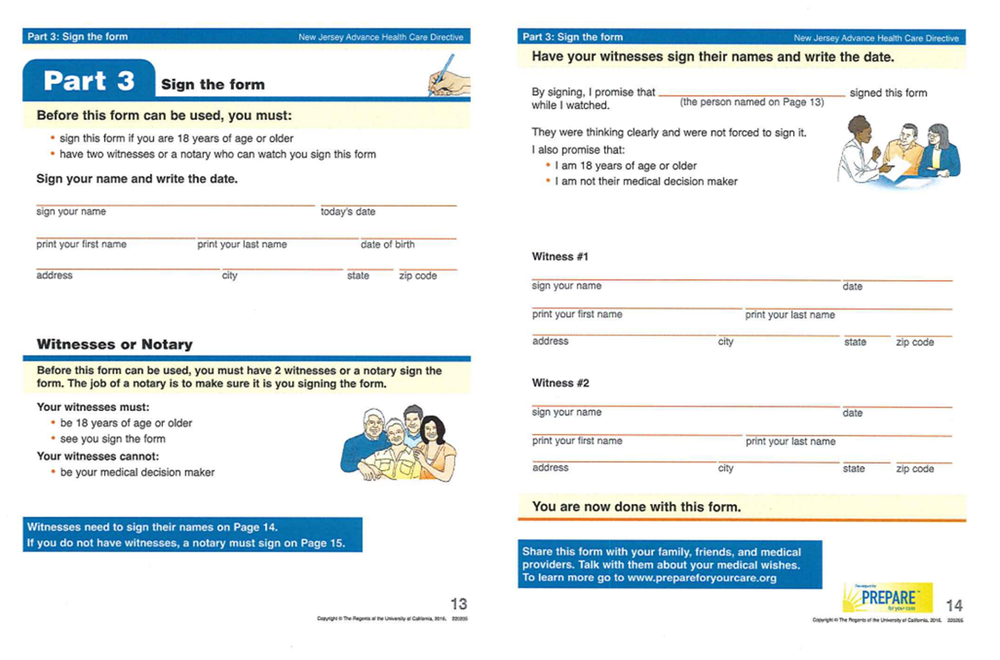 Part 3: Sign the form
New Jersey Advance Health Care Directive
Part 3
Sign the form
Before this form can be used, you must:
• sign this form if you are 18 years of age or older
• have two witnesses or a notary who can watch you sign this form
Sign your name and write the date.
sign your name today's date
print your first name print your last name date of birth
address city state zip code
Witnesses or Notary
Before this form can be used, you must have 2 witnesses or a notary sign the
form. The job of a notary is to make sure it is you signing the form.
Your witnesses must:
• be 18 years of age or older
• see you sign the form
Your witnesses cannot:
• be your medical decision maker
Witnesses need to sign their names on Page 14.
If you do not have witnesses, a notary must sign on Page 15.
13
Copyright © The Regents of the University of California, 2016. 220205
Part 3: Sign the form
New Jersey Advance Health Care Directive
Have your witnesses sign their names and write the date.
By signing, I promise that signed this form
(the person named on Page 13)
while I watched.
They were thinking clearly and were not forced to sign it.
I also promise that:
• I am 18 years of age or older
• I am not their medical decision maker
Witness #1
sign your name date
print your first name print your last name
address city state zip code
Witness #2
sign your name date
print your first name print your last name
address city state zip code
You are now done with this form.
Share this form with your family, friends, and medical
providers. Talk with them about your medical wishes.
To learn more go to www.prepareforyourcare.org
PREPARE™
for your care
14
Copyright © The Regents of the University of California, 2016. 220205